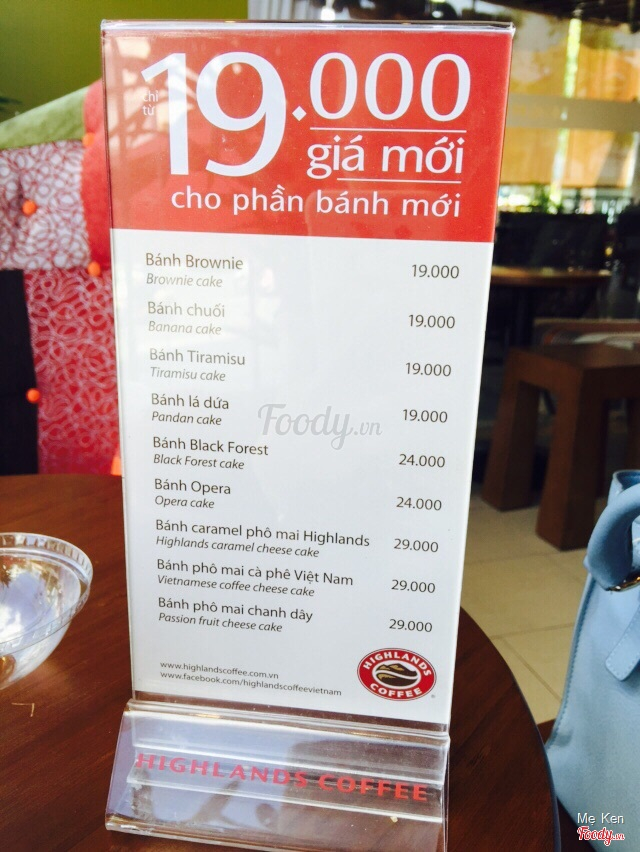 chỉ từ
19.000
giá mới
cho phần bánh mới
Bánh Brownie 19.000
Brownie cake
Bánh chuối 19.000
Banana cake
Bánh Tiramisu 19.000
Tiramisu cake
Bánh lá dứa 19.000
Pandan cake
Foody.vn
Bánh Black Forest 24.000
Black Forest cake
Bánh Opera 24.000
Opera cake
Bánh caramel phô mai Highlands 29.000
Highlands caramel cheese cake
Bánh phô mai cà phê Việt Nam 29.000
Vietnamese coffee cheese cake
Bánh phô mai chanh dây 29.000
Passion fruit cheese cake
www.highlandscoffee.com.vn
www.facebook.com/highlandscoffeevietnam
HIGHLANDS
COFFEE
HIGHLANDS COFFEE
Mẹ Ken
Foody.vn